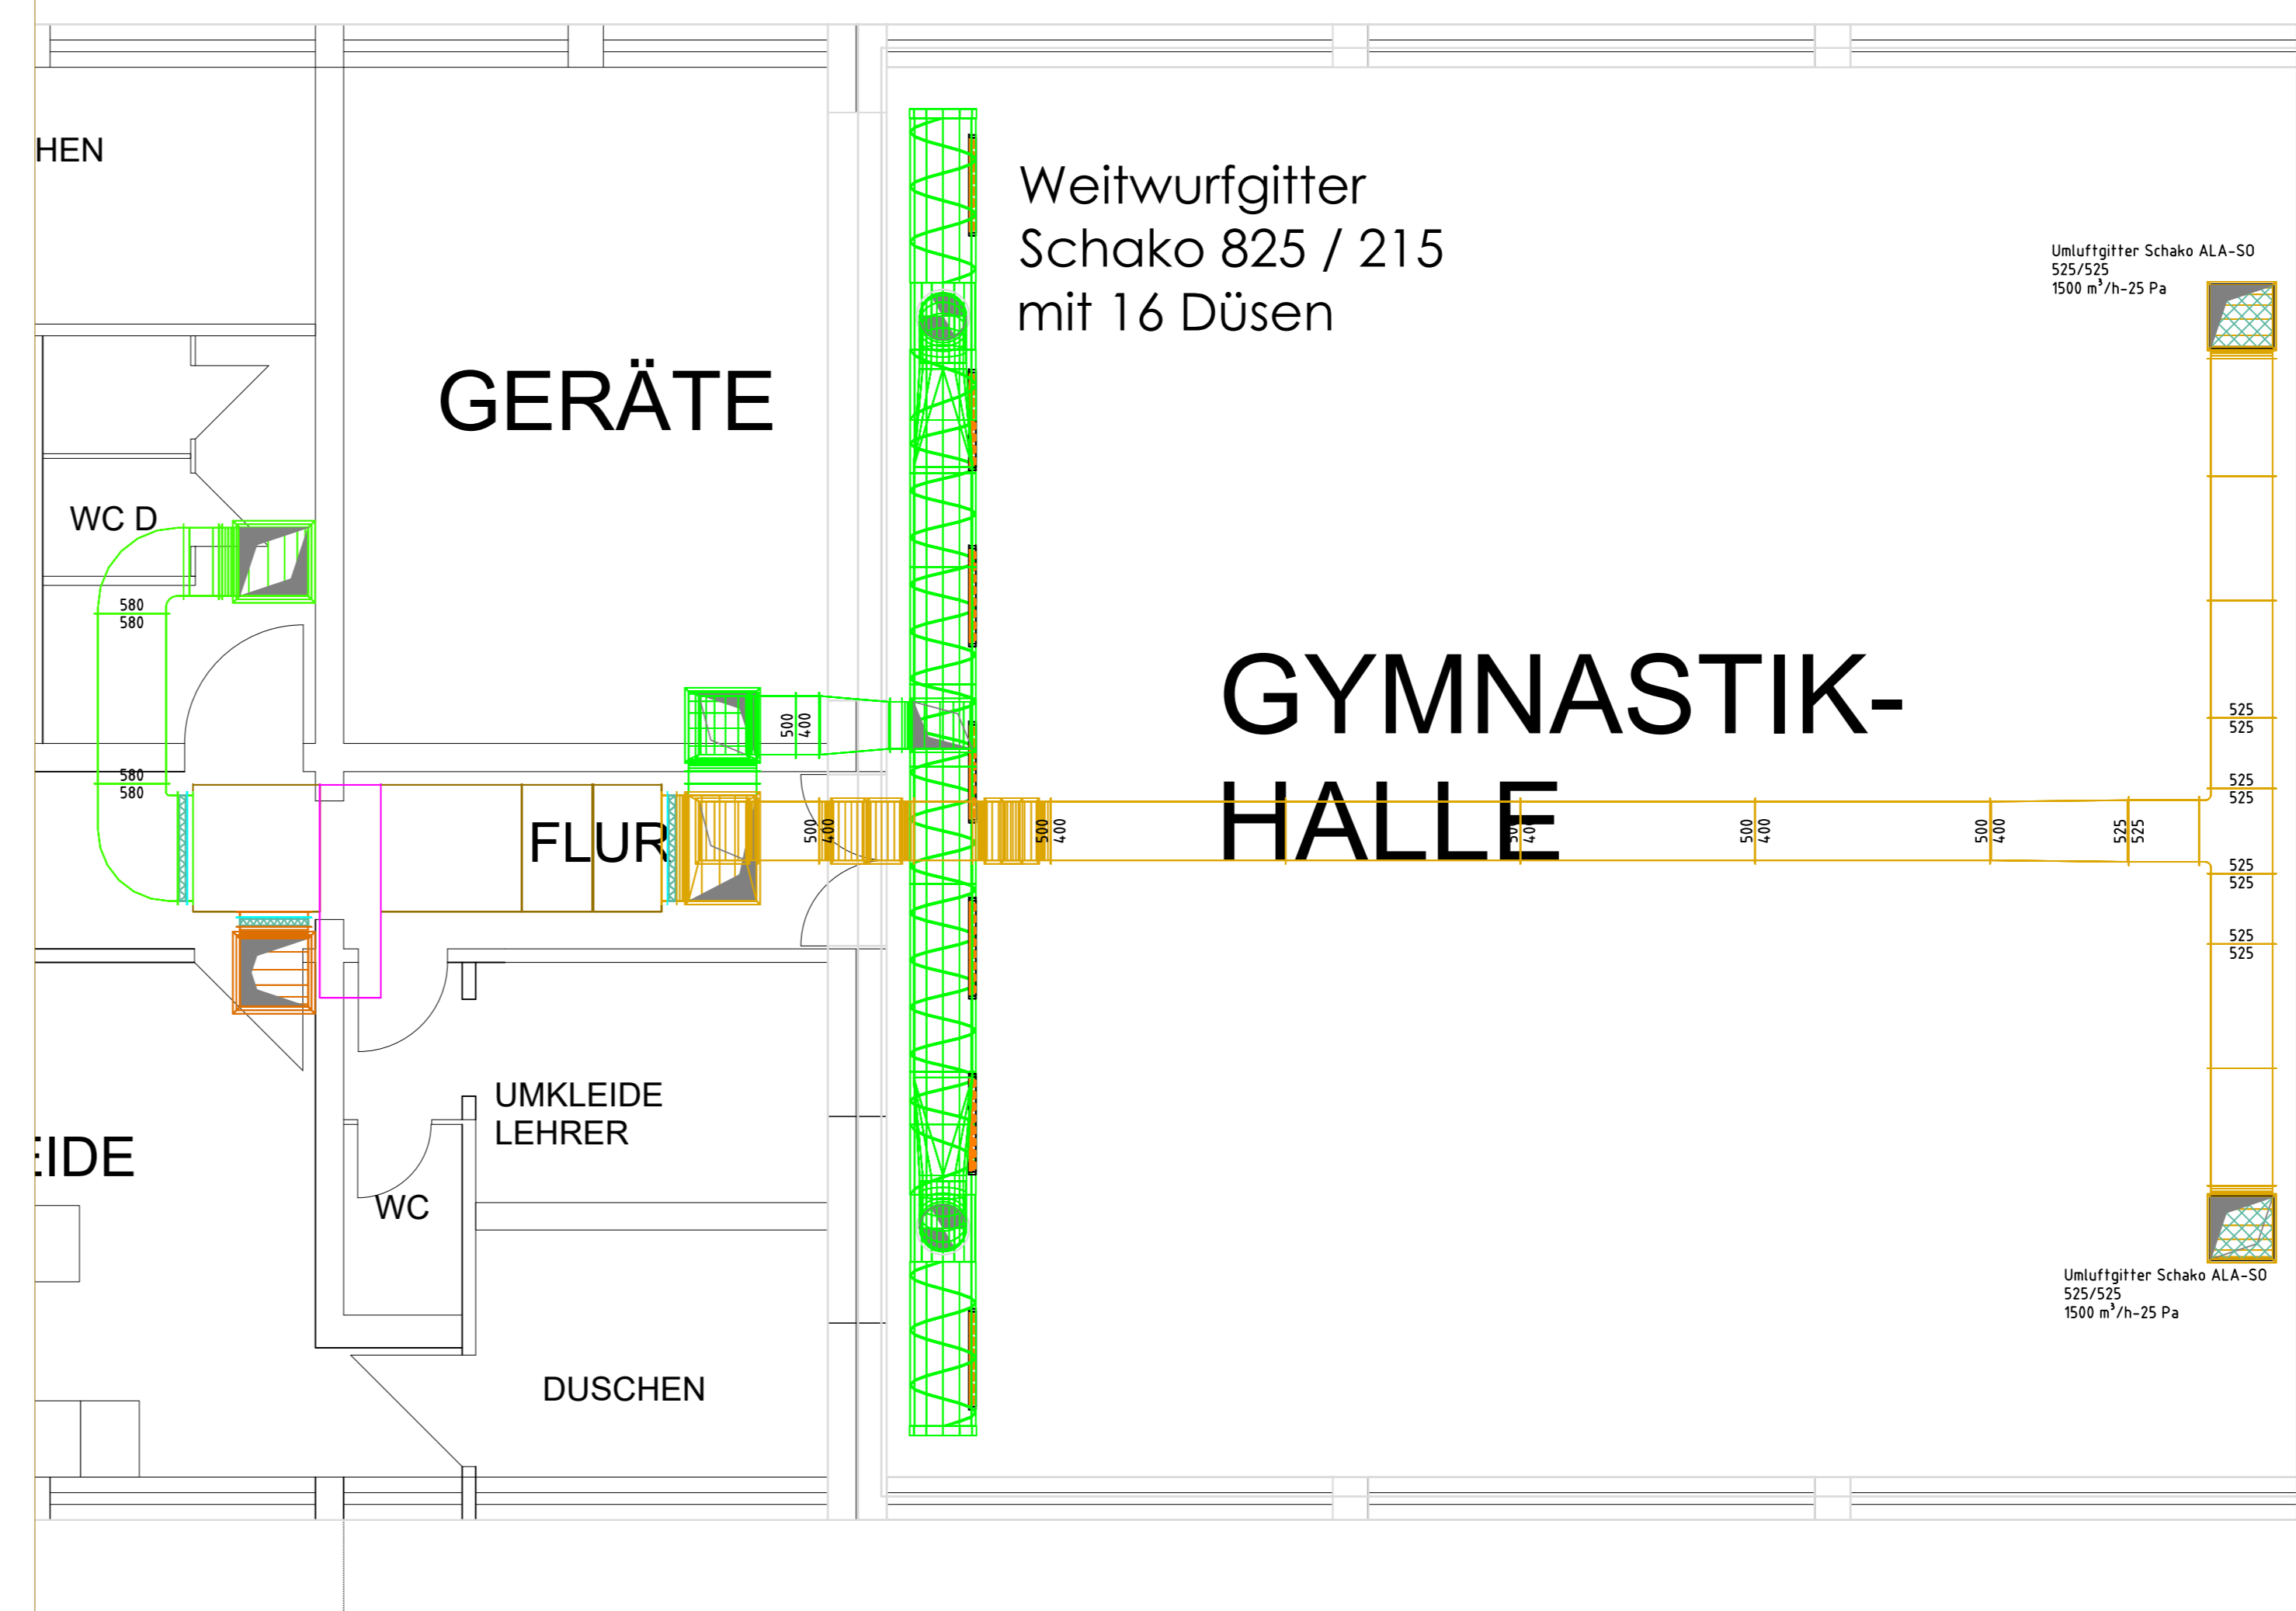 HEN
Weitwurfgitter
Schako 825 / 215
mit 16 Düsen
Umluftgitter Schako ALA-SO
525/525
1500 m³/h-25 Pa
GERÄTE
WC D
580
580
GYMNASTIK-
HALLE
500
400
525
525
580
580
525
525
FLUR
500
400
500
400
500
400
500
400
525
525
525
525
525
525
UMKLEIDE
LEHRER
EIDE
WC
Umluftgitter Schako ALA-SO
525/525
1500 m³/h-25 Pa
DUSCHEN